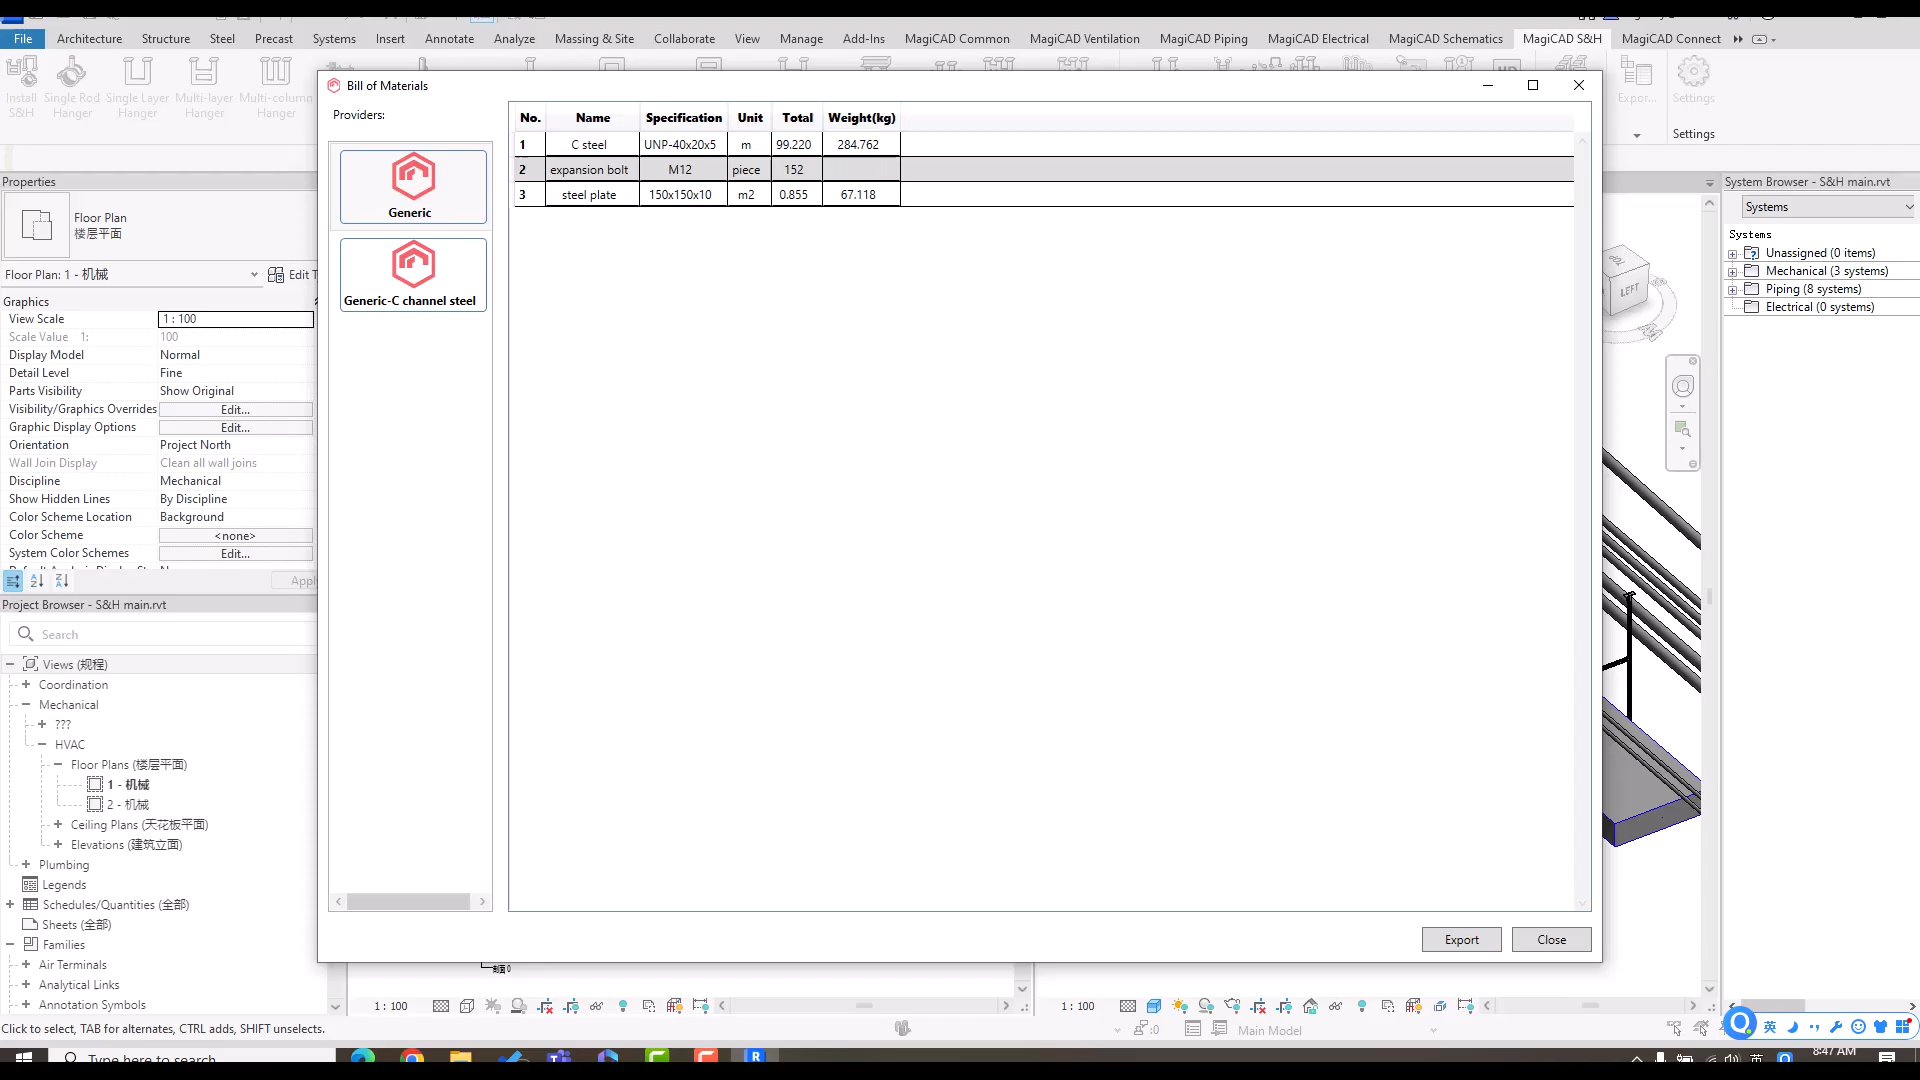 File Architecture Structure Steel Precast Systems Insert Annotate Analyze Massing & Site Collaborate View Manage Add-Ins MagiCAD Common MagiCAD Ventilation MagiCAD Piping MagiCAD Electrical MagiCAD Schematics MagiCAD S&H MagiCAD Connect
Install S&H
Single Rod Hanger
Single Layer Hanger
Multi-layer Hanger
Multi-column Hanger
Expor...
Settings
Settings
Bill of Materials
Providers:
Generic
Generic-C channel steel
No. Name Specification Unit Total Weight(kg)
1 C steel UNP-40x20x5 m 99.220 284.762
2 expansion bolt M12 piece 152
3 steel plate 150x150x10 m2 0.855 67.118
Export Close
Properties
Floor Plan
楼层平面
Floor Plan: 1 - 机械 Edit T
Graphics
View Scale 1 : 100
Scale Value 1: 100
Display Model Normal
Detail Level Fine
Parts Visibility Show Original
Visibility/Graphics Overrides Edit...
Graphic Display Options Edit...
Orientation Project North
Wall Join Display Clean all wall joins
Discipline Mechanical
Show Hidden Lines By Discipline
Color Scheme Location Background
Color Scheme <none>
System Color Schemes Edit...
Apply
Project Browser - S&H main.rvt
Search
Views (规程)
Coordination
Mechanical
???
HVAC
Floor Plans (楼层平面)
1 - 机械
2 - 机械
Ceiling Plans (天花板平面)
Elevations (建筑立面)
Plumbing
Legends
Schedules/Quantities (全部)
Sheets (全部)
Families
Air Terminals
Analytical Links
Annotation Symbols
System Browser - S&H main.rvt
Systems
Systems
Unassigned (0 items)
Mechanical (3 systems)
Piping (8 systems)
Electrical (0 systems)
TOP
LEFT
剖面 0
1 : 100
1 : 100
Click to select, TAB for alternates, CTRL adds, SHIFT unselects.
:0
Main Model
英
Type here to search
英
8:47 AM